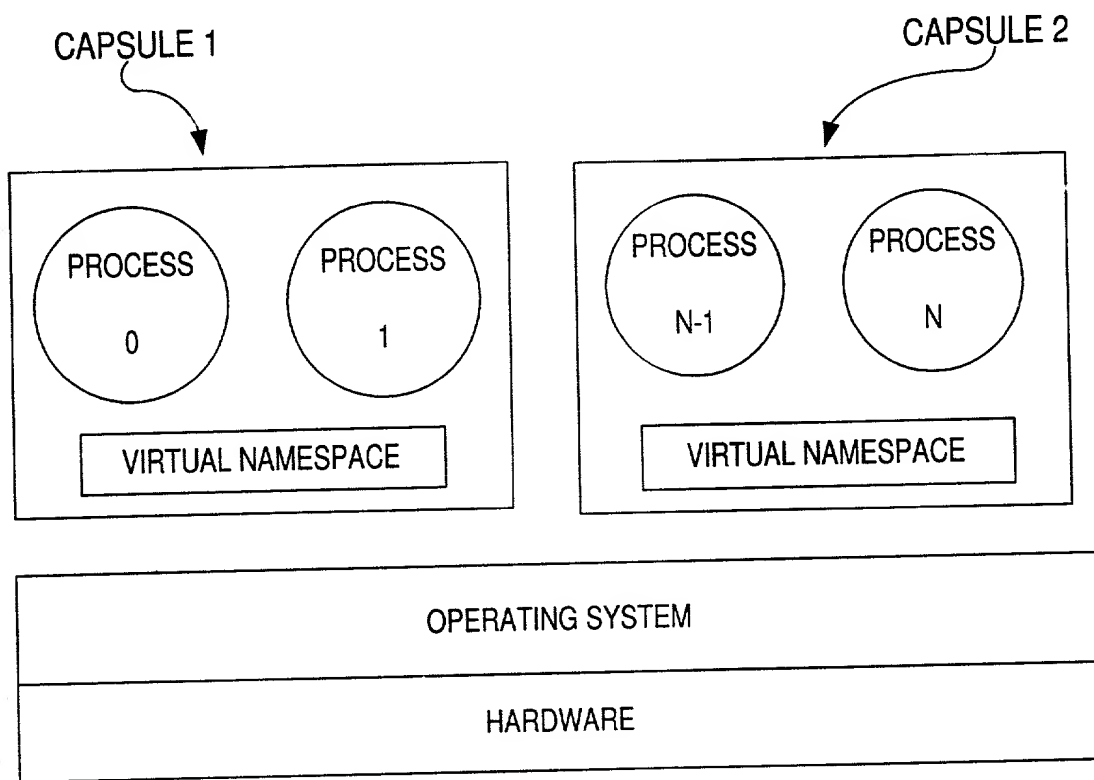 CAPSULE 1
CAPSULE 2
PROCESS
0
PROCESS
1
PROCESS
N-1
PROCESS
N
VIRTUAL NAMESPACE
VIRTUAL NAMESPACE
OPERATING SYSTEM
HARDWARE